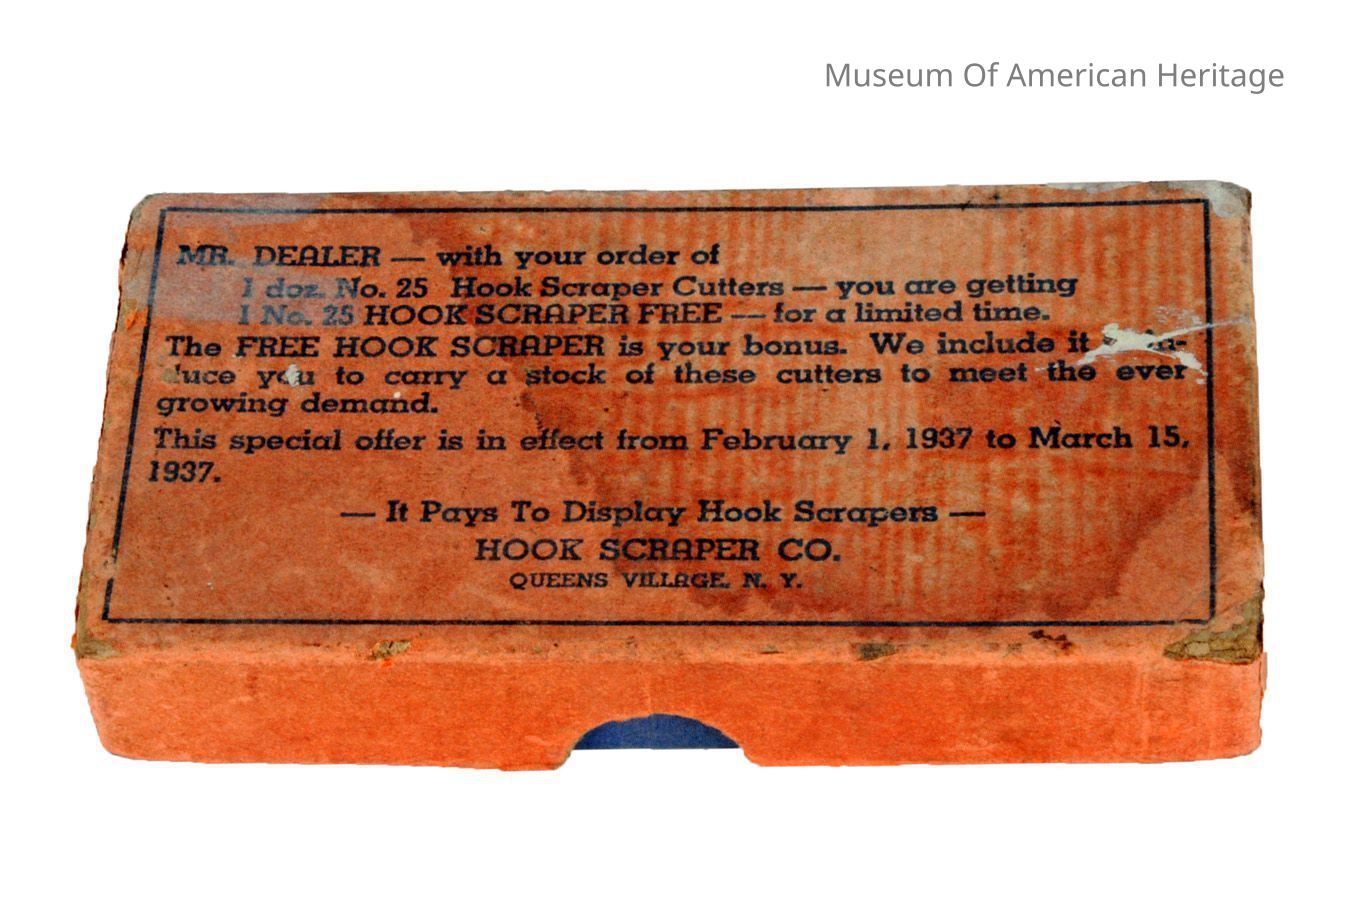 Museum Of American Heritage
MR. DEALER — with your order of
1 doz. No. 25 Hook Scraper Cutters — you are getting
1 No. 25 HOOK SCRAPER FREE — for a limited time.
The FREE HOOK SCRAPER is your bonus. We include it
you to carry a stock of these cutters to meet the ever
growing demand.
This special offer is in effect from February 1, 1937 to March 15,
1937.
— It Pays To Display Hook Scrapers —
HOOK SCRAPER CO.
QUEENS VILLAGE, N. Y.